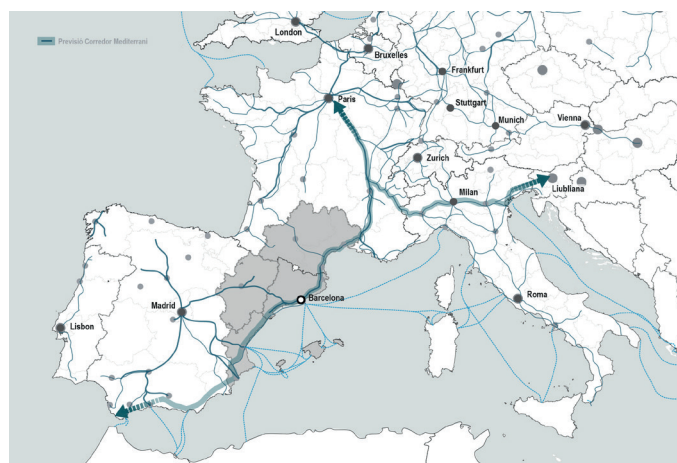 London
Previsió Corredor Mediterrani
Bruxelles
Frankfurt
Paris
Stuttgart
Munich
Vienna
Zurich
Liubliana
Milan
Barcelona
Roma
Madrid
Lisbon